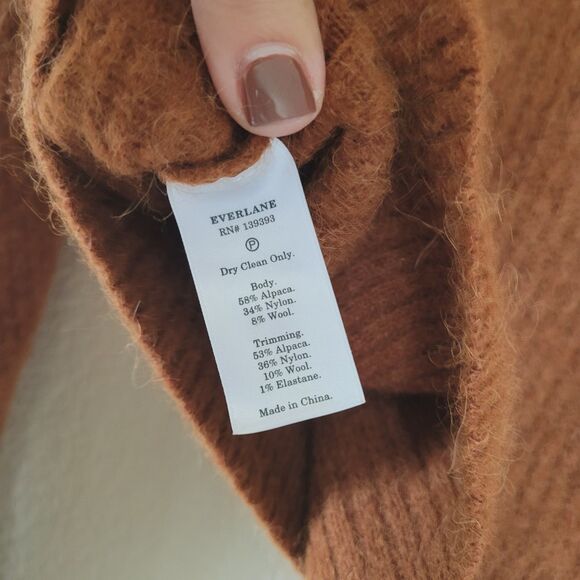 EVERLANE
RN# 139393
Ⓟ
Dry Clean Only.
Body.
58% Alpaca.
34% Nylon.
8% Wool.
Trimming.
53% Alpaca.
36% Nylon.
10% Wool.
1% Elastane.
Made in China.